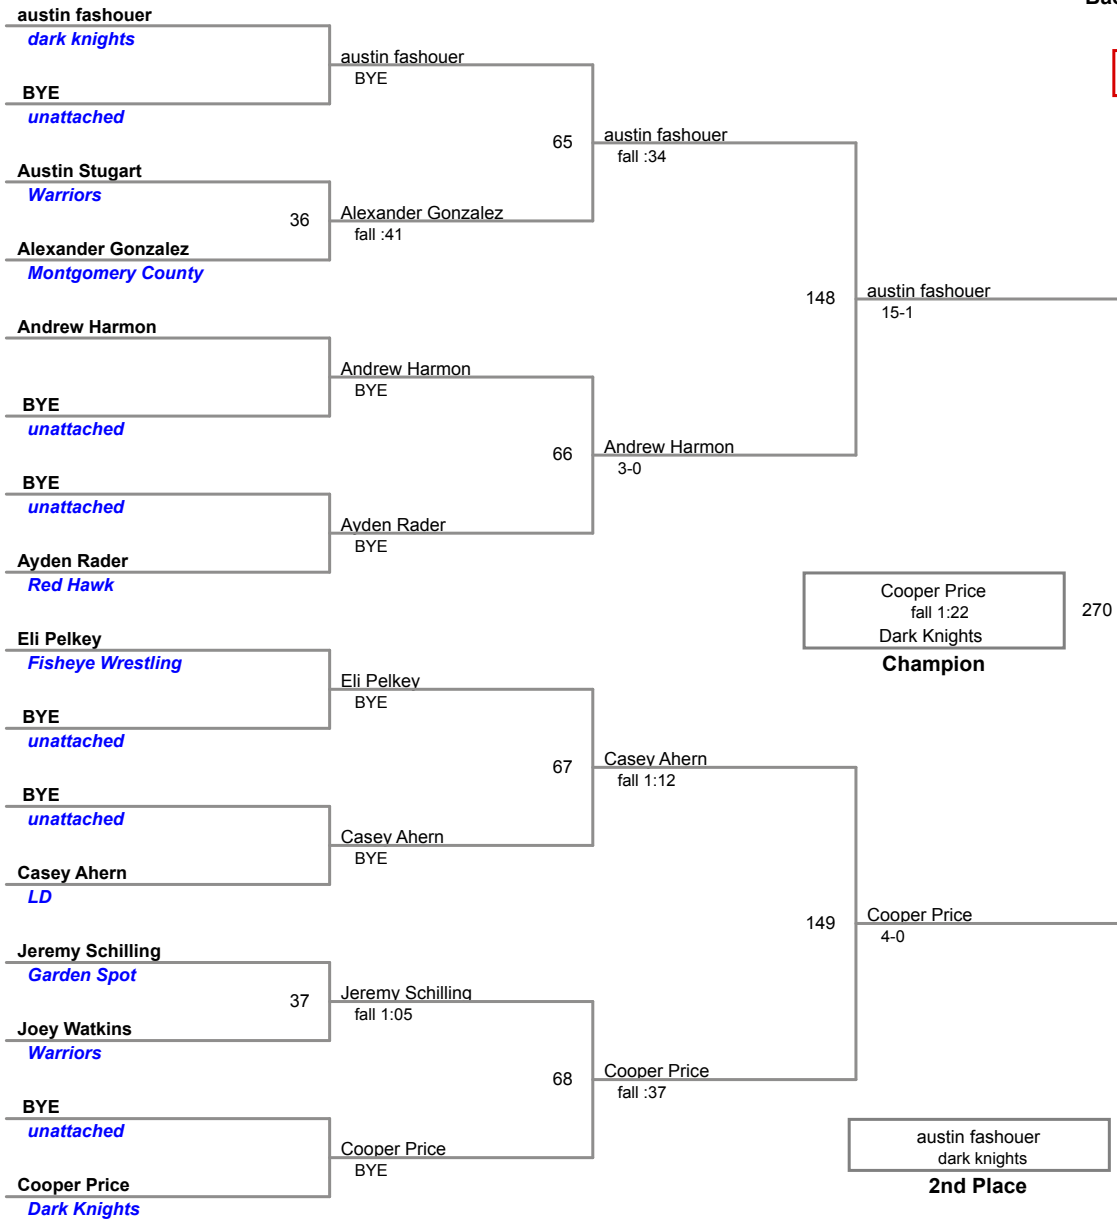 austin fashouer
dark knights
BYE
unattached
Austin Stugart
Warriors
36
Alexander Gonzalez
Montgomery County
Andrew Harmon
BYE
unattached
BYE
unattached
Ayden Rader
Red Hawk
Eli Pelkey
Fisheye Wrestling
BYE
unattached
BYE
unattached
Casey Ahern
LD
Jeremy Schilling
Garden Spot
37
Joey Watkins
Warriors
BYE
unattached
Cooper Price
Dark Knights
austin fashouer
BYE
65
Alexander Gonzalez
fall :41
Andrew Harmon
BYE
66
Ayden Rader
BYE
Eli Pelkey
BYE
67
Casey Ahern
BYE
Jeremy Schilling
fall 1:05
68
Cooper Price
BYE
austin fashouer
fall :34
148
Andrew Harmon
3-0
Casey Ahern
fall 1:12
149
Cooper Price
fall :37
austin fashouer
15-1
Cooper Price
fall 1:22
Dark Knights
270
Champion
Cooper Price
4-0
austin fashouer
dark knights
2nd Place